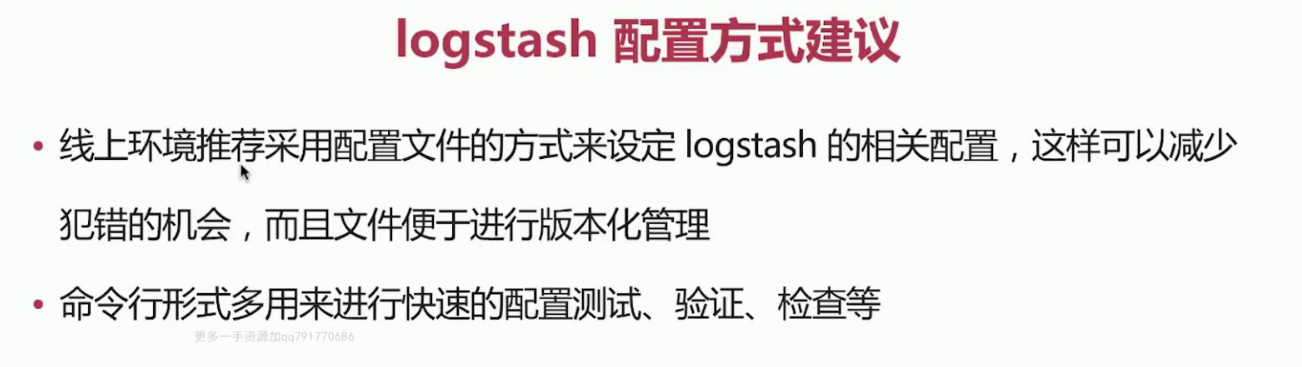 logstash 配置方式建议
• 线上环境推荐采用配置文件的方式来设定 logstash 的相关配置，这样可以减少
犯错的机会，而且文件便于进行版本化管理
• 命令行形式多用来进行快速的配置测试、验证、检查等
更多一手资源加qq791770686